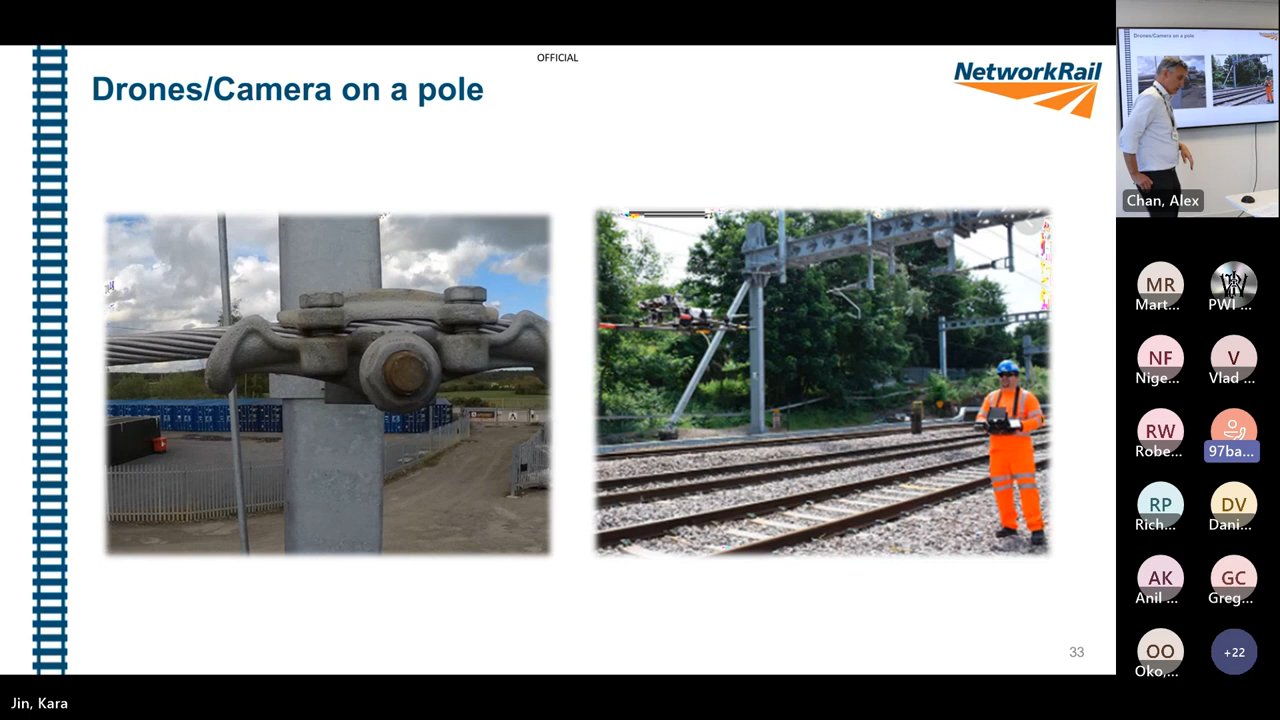 OFFICIAL
Drones/Camera on a pole
NetworkRail
33
Drones/Camera on a pole
Chan, Alex
MR
Mart...
PWI ...
NF
Nige...
V
Vlad ...
RW
Robe...
97ba...
RP
Rich...
DV
Dani...
AK
Anil ...
GC
Greg...
OO
Oko,...
+22
Jin, Kara